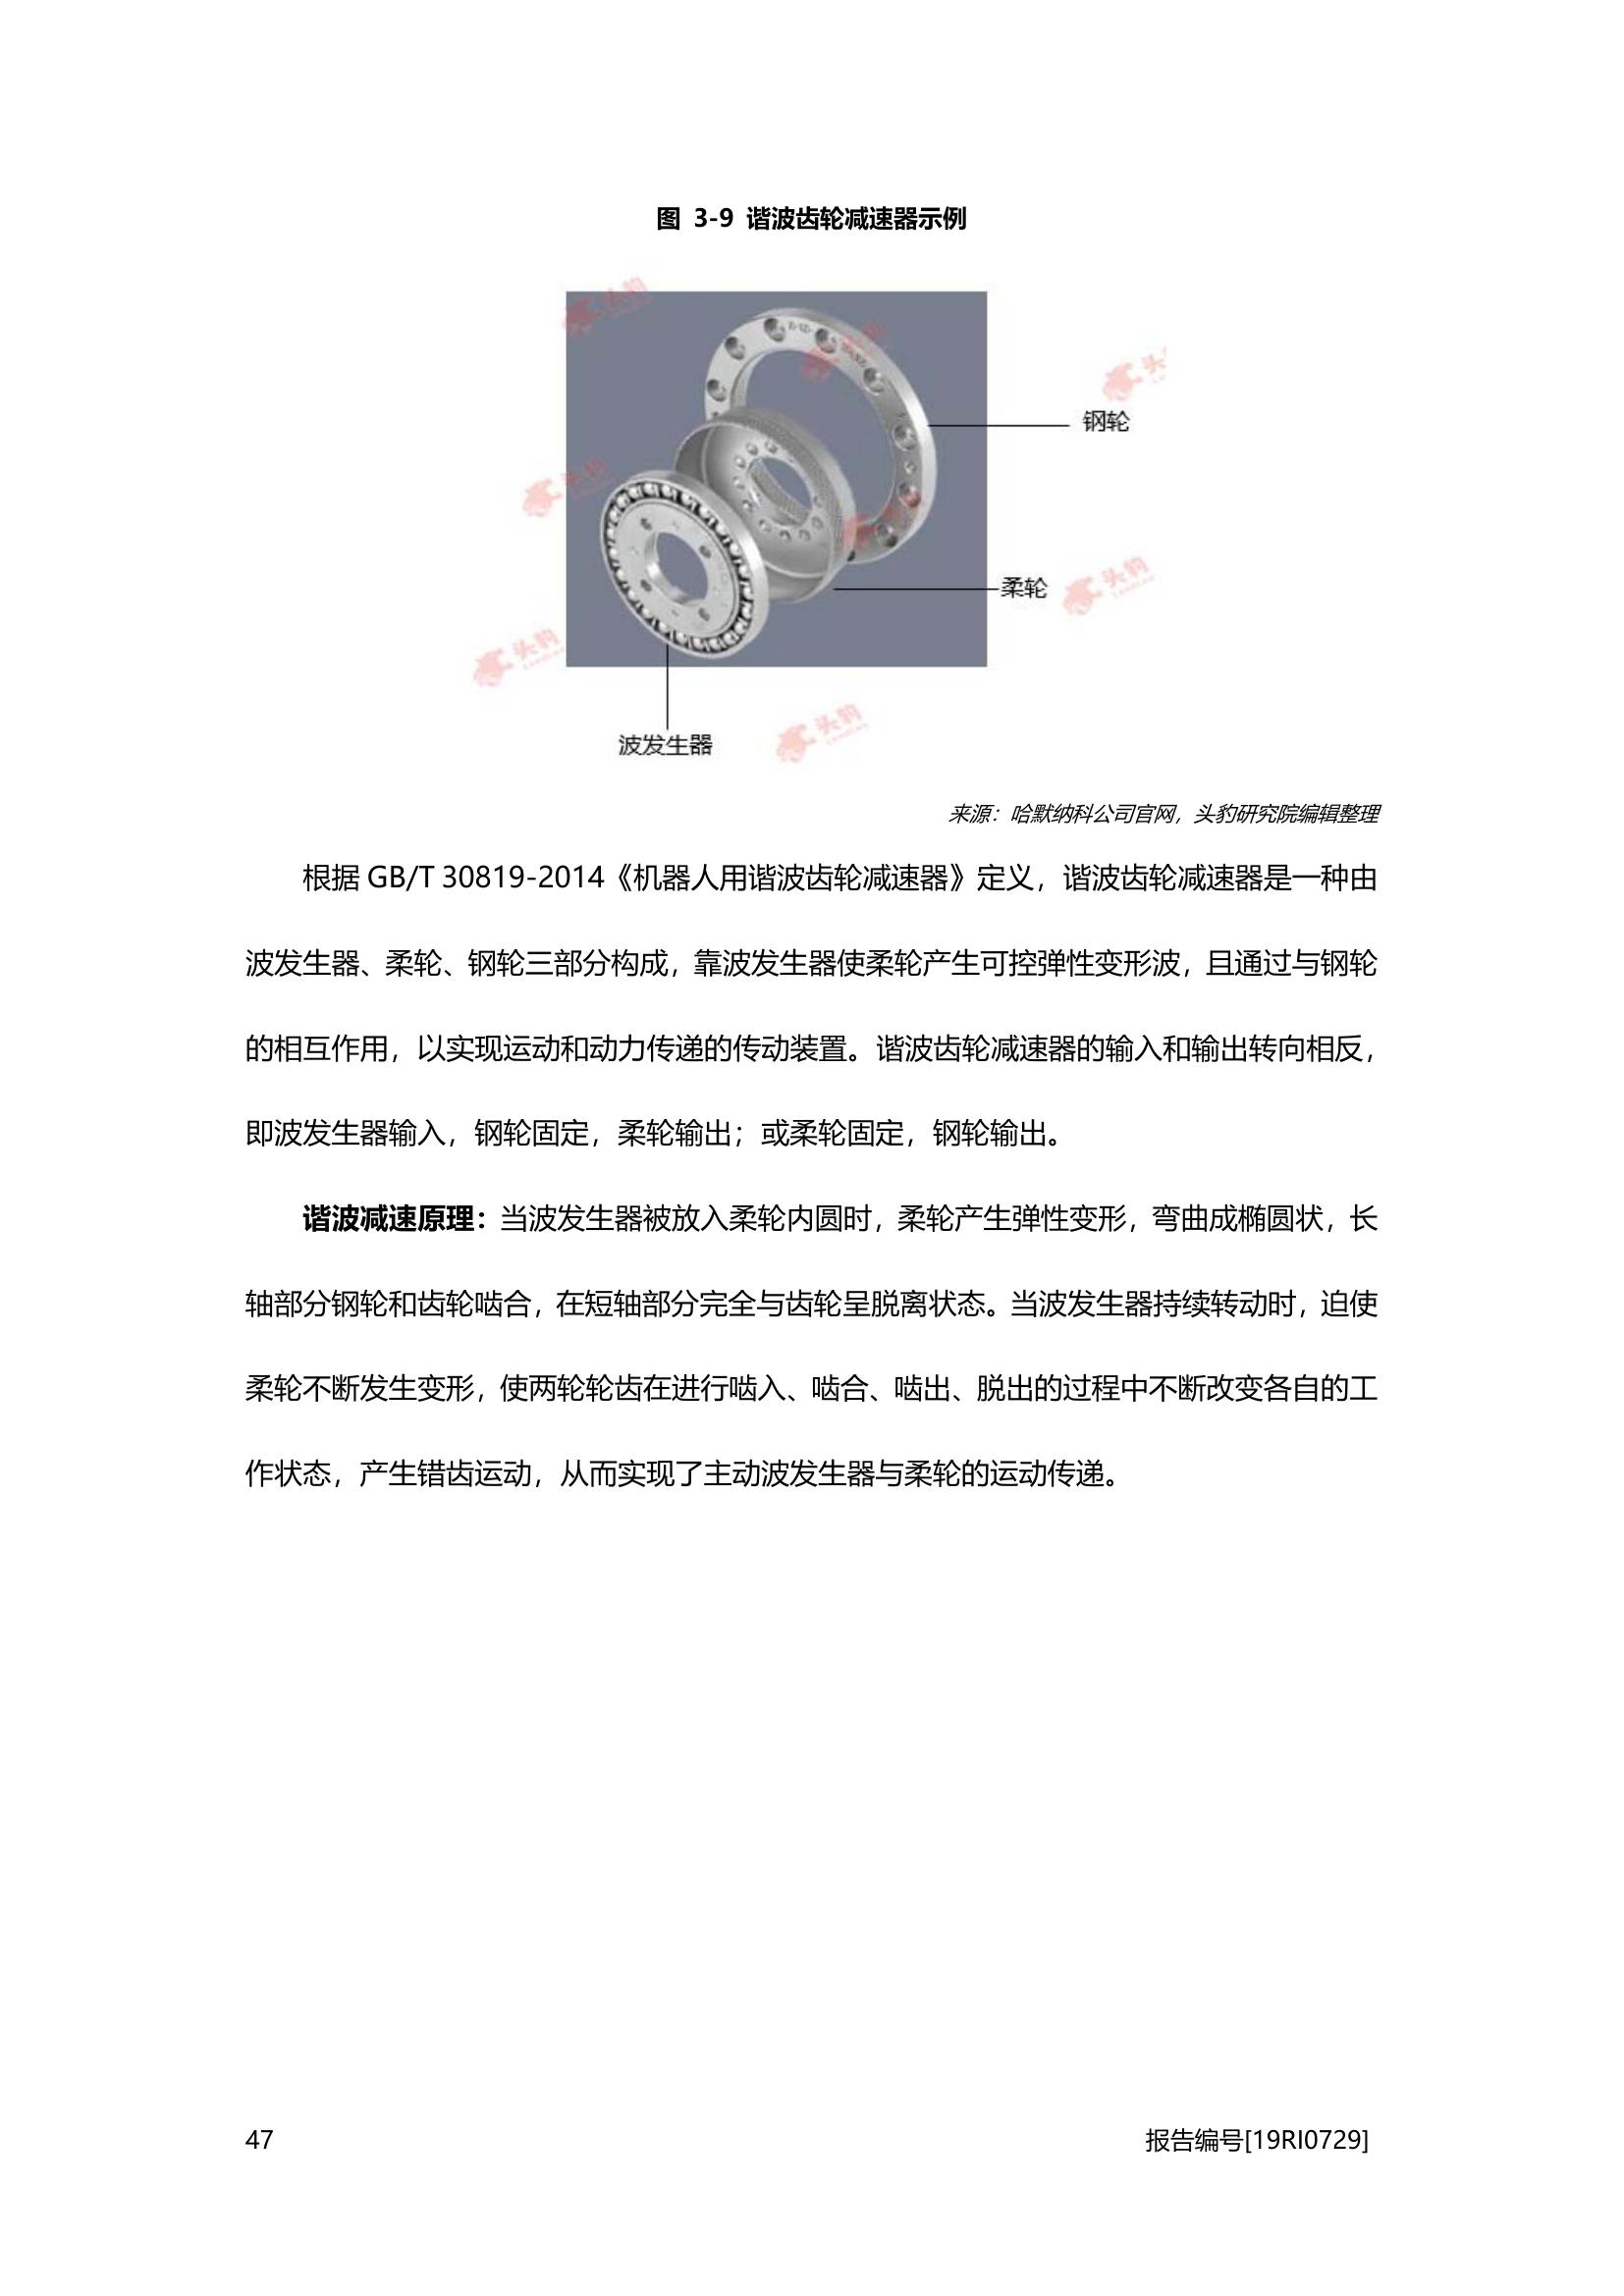 图 3-9 谐波齿轮减速器示例
头豹
头豹
钢轮
头豹
柔轮
头豹
头豹
头豹
波发生器
来源：哈默纳科公司官网，头豹研究院编辑整理
根据 GB/T 30819-2014《机器人用谐波齿轮减速器》定义，谐波齿轮减速器是一种由
波发生器、柔轮、钢轮三部分构成，靠波发生器使柔轮产生可控弹性变形波，且通过与钢轮
的相互作用，以实现运动和动力传递的传动装置。谐波齿轮减速器的输入和输出转向相反，
即波发生器输入，钢轮固定，柔轮输出；或柔轮固定，钢轮输出。
谐波减速原理：当波发生器被放入柔轮内圆时，柔轮产生弹性变形，弯曲成椭圆状，长
轴部分钢轮和齿轮啮合，在短轴部分完全与齿轮呈脱离状态。当波发生器持续转动时，迫使
柔轮不断发生变形，使两轮轮齿在进行啮入、啮合、啮出、脱出的过程中不断改变各自的工
作状态，产生错齿运动，从而实现了主动波发生器与柔轮的运动传递。
47
报告编号[19RI0729]